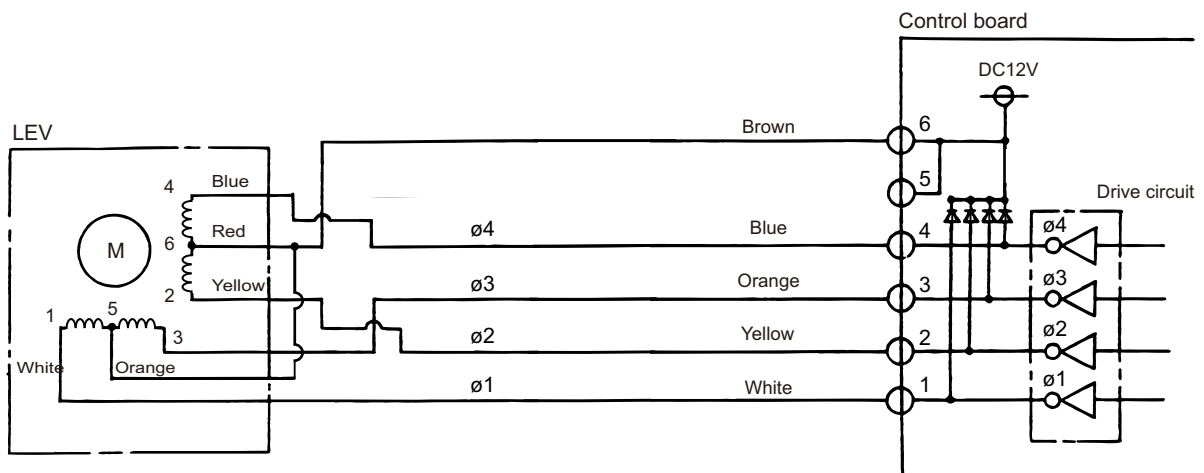 Control board
DC12V
LEV
Brown
6
5
4
Blue
Drive circuit
6
Red
ø4
Blue
4
ø4
M
2
Yellow
ø3
Orange
3
ø3
1
5
3
ø2
Yellow
2
ø2
White
Orange
ø1
White
1
ø1